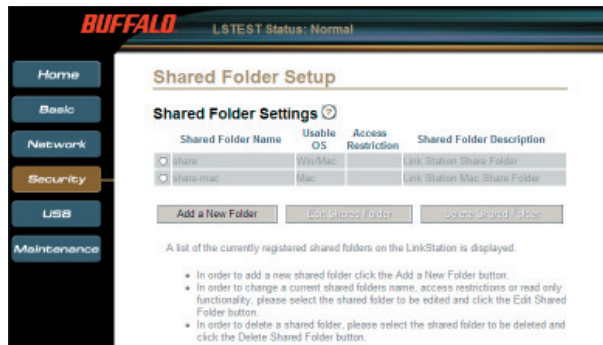 BUFFALO
LSTEST Status: Normal
Home
Basic
Network
Security
USB
Maintenance
Shared Folder Setup
Shared Folder Settings ?
Shared Folder Name Usable OS Access Restriction Shared Folder Description
share Win/Mac Link Station Share Folder
share-mac Mac Link Station Mac Share Folder
Add a New Folder Edit Shares Folder Delete Shared Folder
A list of the currently registered shared folders on the LinkStation is displayed.
• In order to add a new shared folder click the Add a New Folder button.
• In order to change a current shared folders name, access restrictions or read only
functionality, please select the shared folder to be edited and click the Edit Shared
Folder button.
• In order to delete a shared folder, please select the shared folder to be deleted and
click the Delete Shared Folder button.